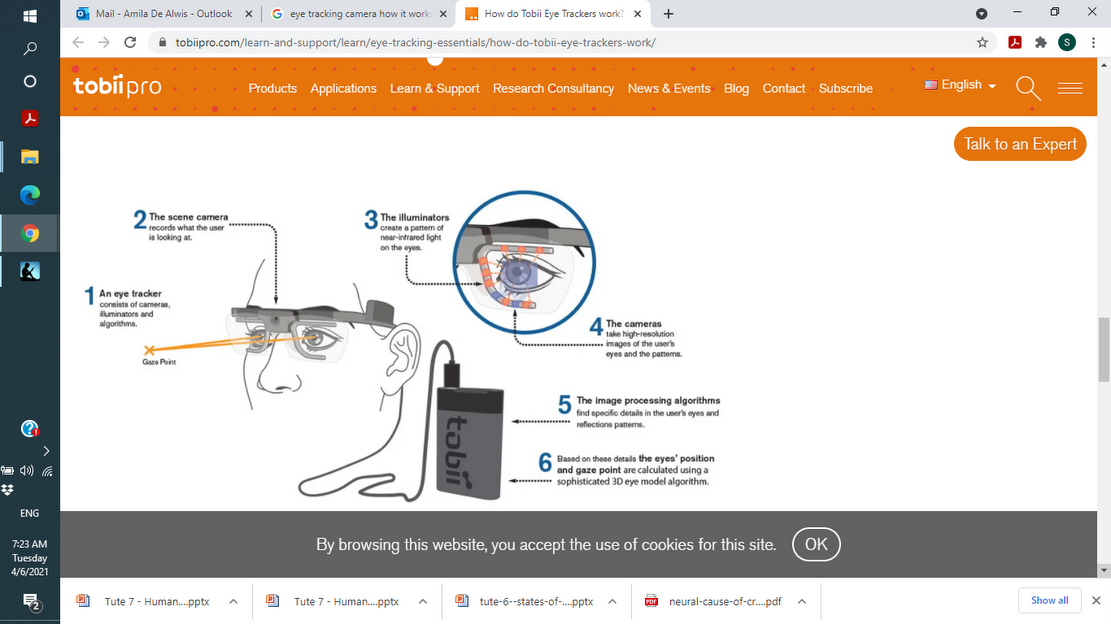 Mail - Amila De Alwis - Outlook
eye tracking camera how it work
How do Tobii Eye Trackers work?
tobiipro.com/learn-and-support/learn/eye-tracking-essentials/how-do-tobii-eye-trackers-work/
S
tobii pro
Products Applications Learn & Support Research Consultancy News & Events Blog Contact Subscribe
English
Talk to an Expert
2 The scene camera
records what the user
is looking at.
3 The illuminators
create a pattern of
near-infrared light
on the eyes.
1 An eye tracker
consists of cameras,
illuminators and
algorithms.
Gaze Point
4 The cameras
take high-resolution
images of the user's
eyes and the patterns.
tobii
5 The image processing algorithms
find specific details in the user's eyes and
reflections patterns.
6 Based on these details the eyes' position
and gaze point are calculated using a
sophisticated 3D eye model algorithm.
By browsing this website, you accept the use of cookies for this site.
OK
ENG
7:23 AM
Tuesday
4/6/2021
2
Tute 7 - Human....pptx
Tute 7 - Human....pptx
tute-6--states-of-....pptx
PDF
neural-cause-of-cr....pdf
Show all